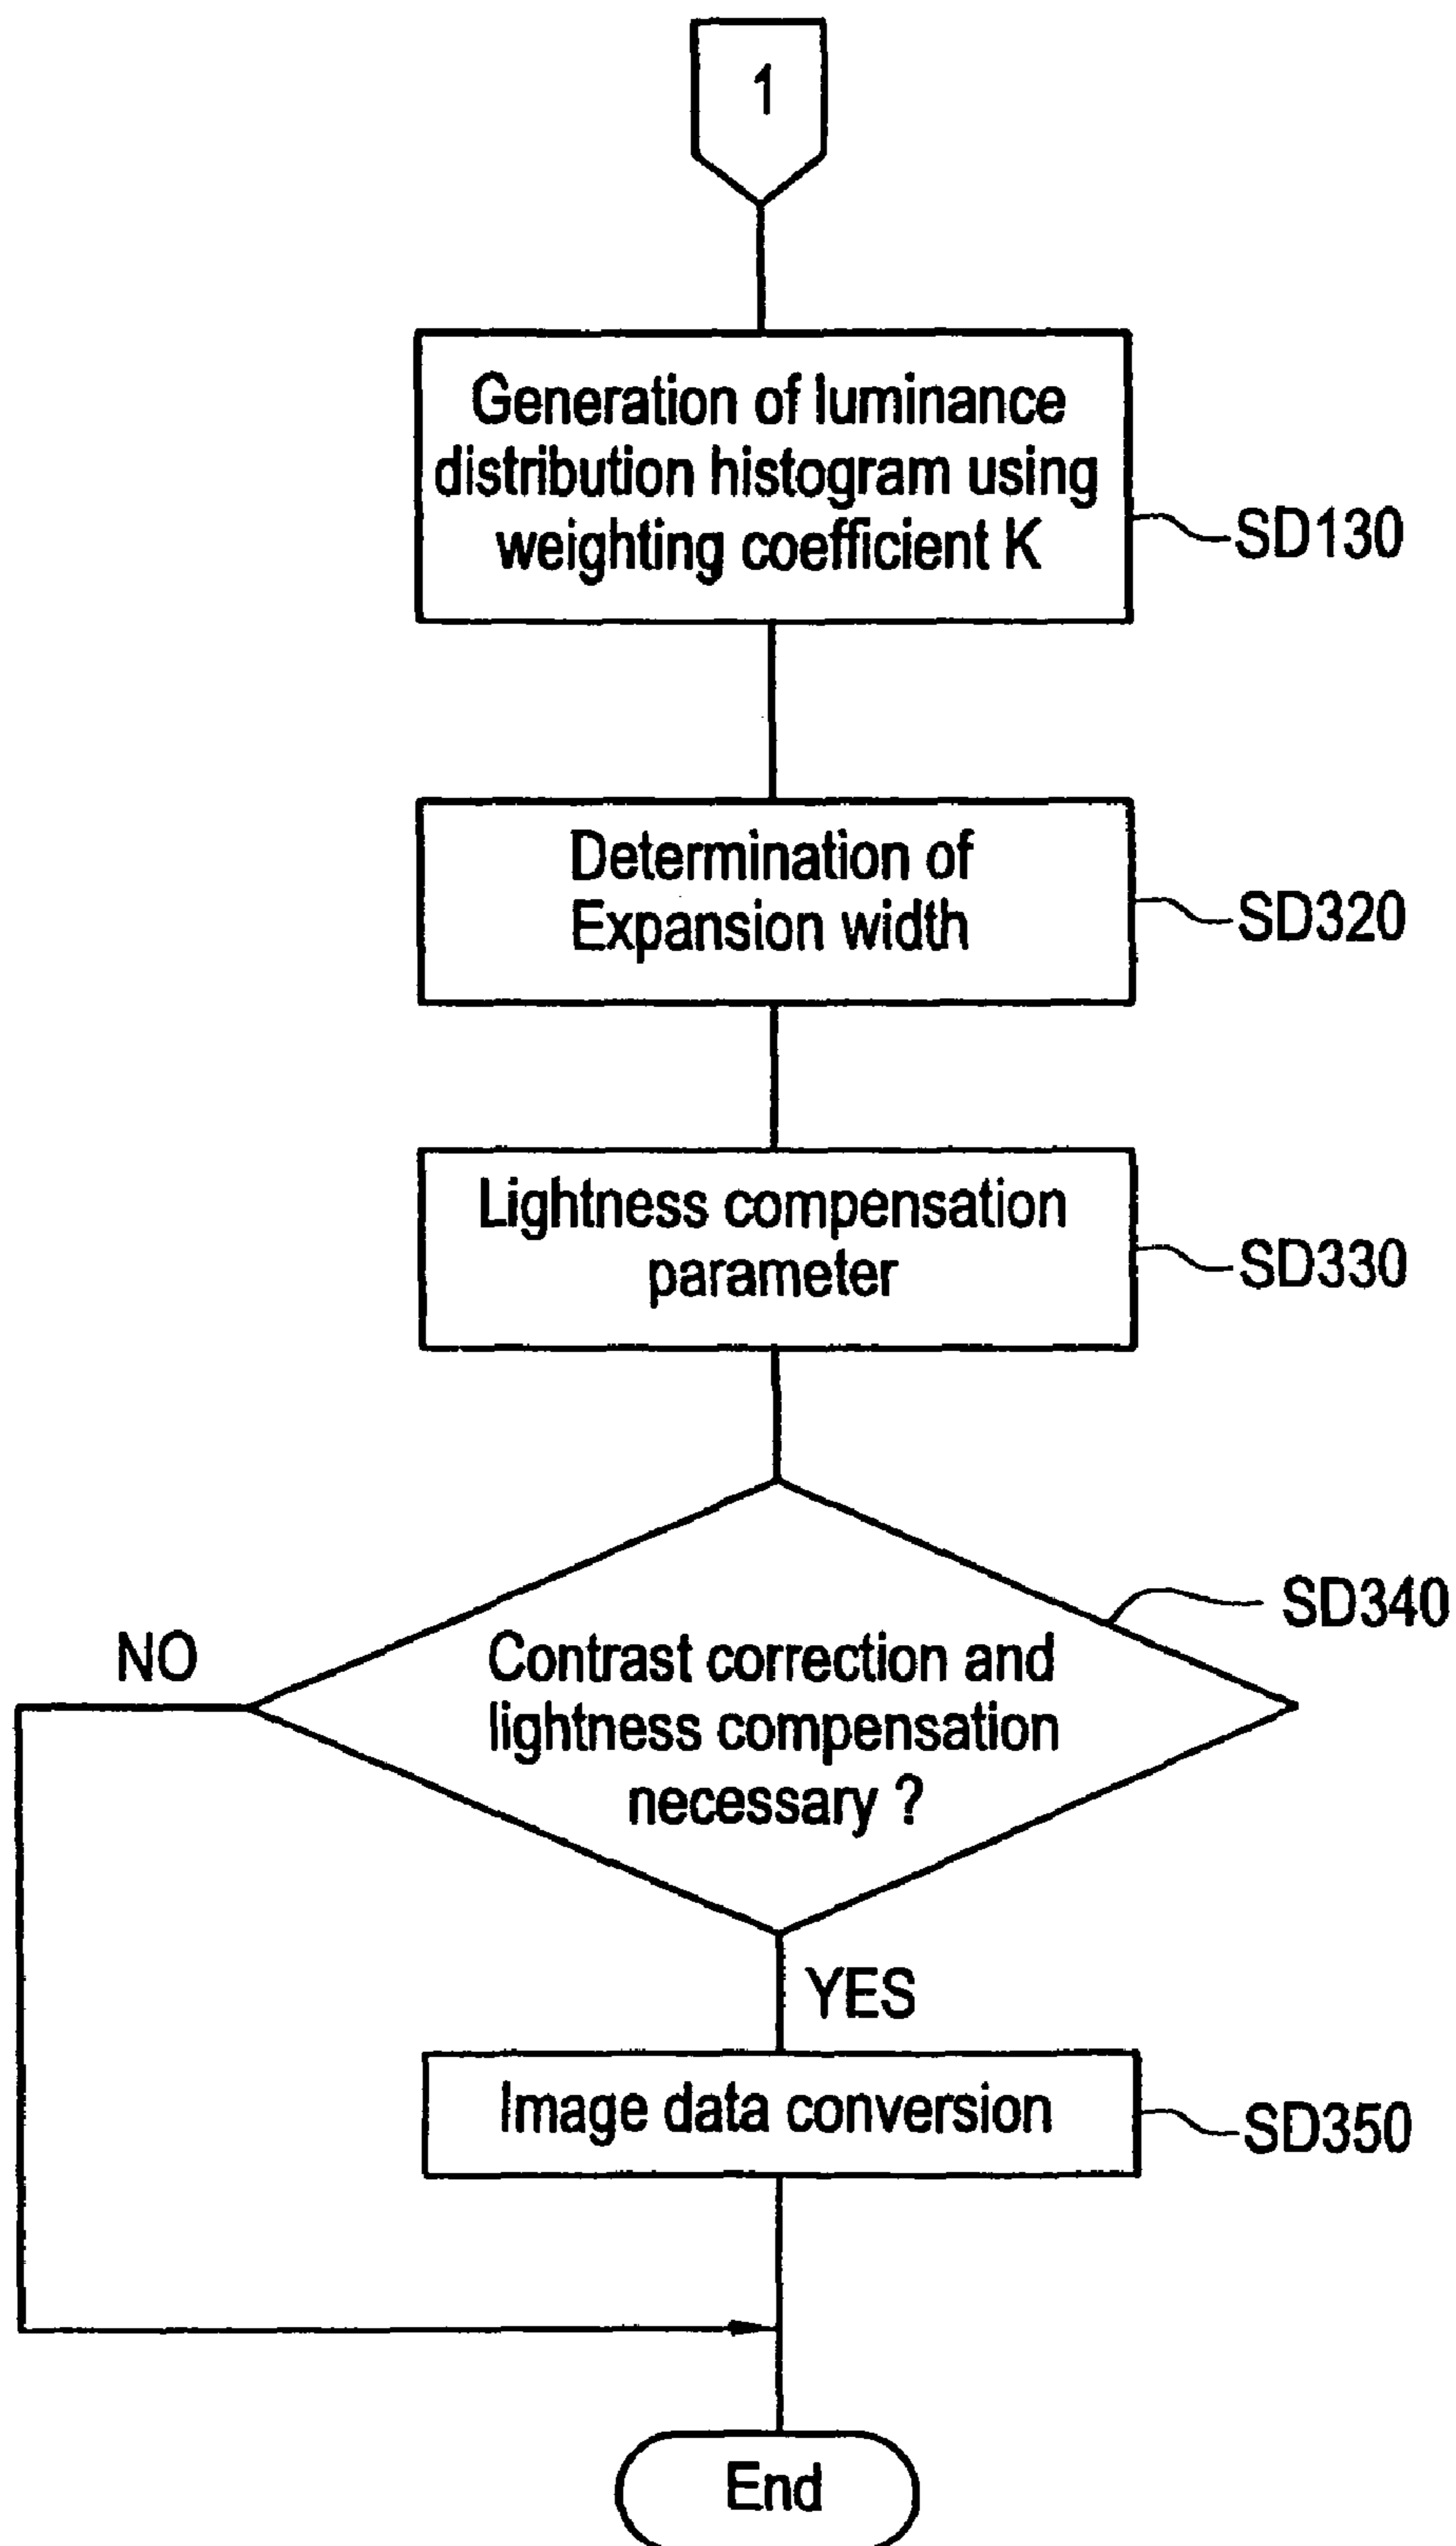 1
Generation of luminance
distribution histogram using
weighting coefficient K
SD130
Determination of
Expansion width
SD320
Lightness compensation
parameter
SD330
SD340
NO
Contrast correction and
lightness compensation
necessary ?
YES
Image data conversion
SD350
End